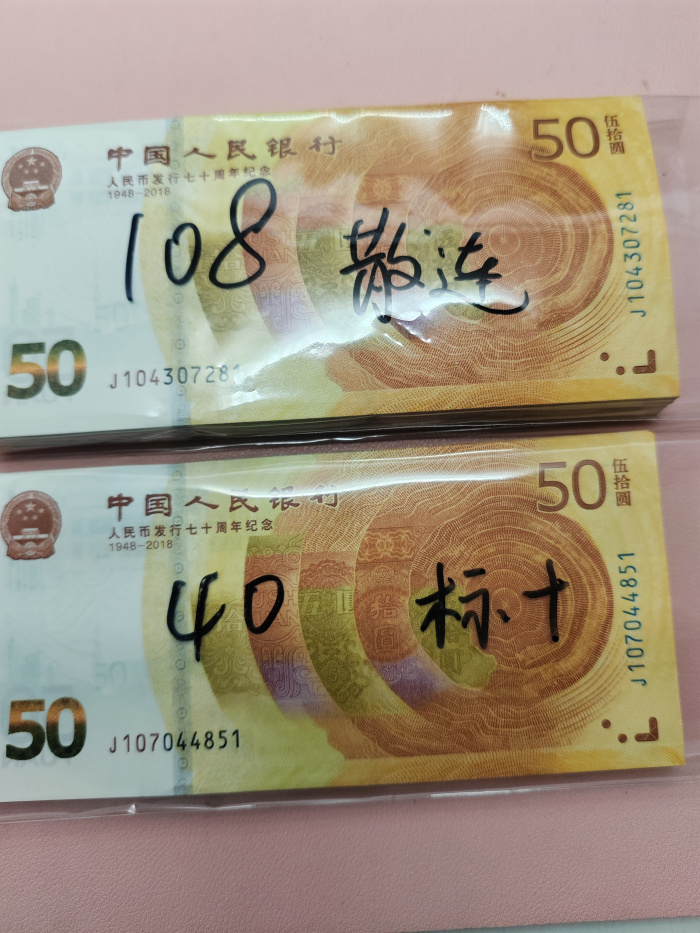 中国人民银行
人民币发行七十周年纪念
1948-2018
50
伍拾圆
108 散连
J104307281
50
J104307281
中国人民银行
人民币发行七十周年纪念
1948-2018
50
伍拾圆
40 标十
J107044851
50
J107044851